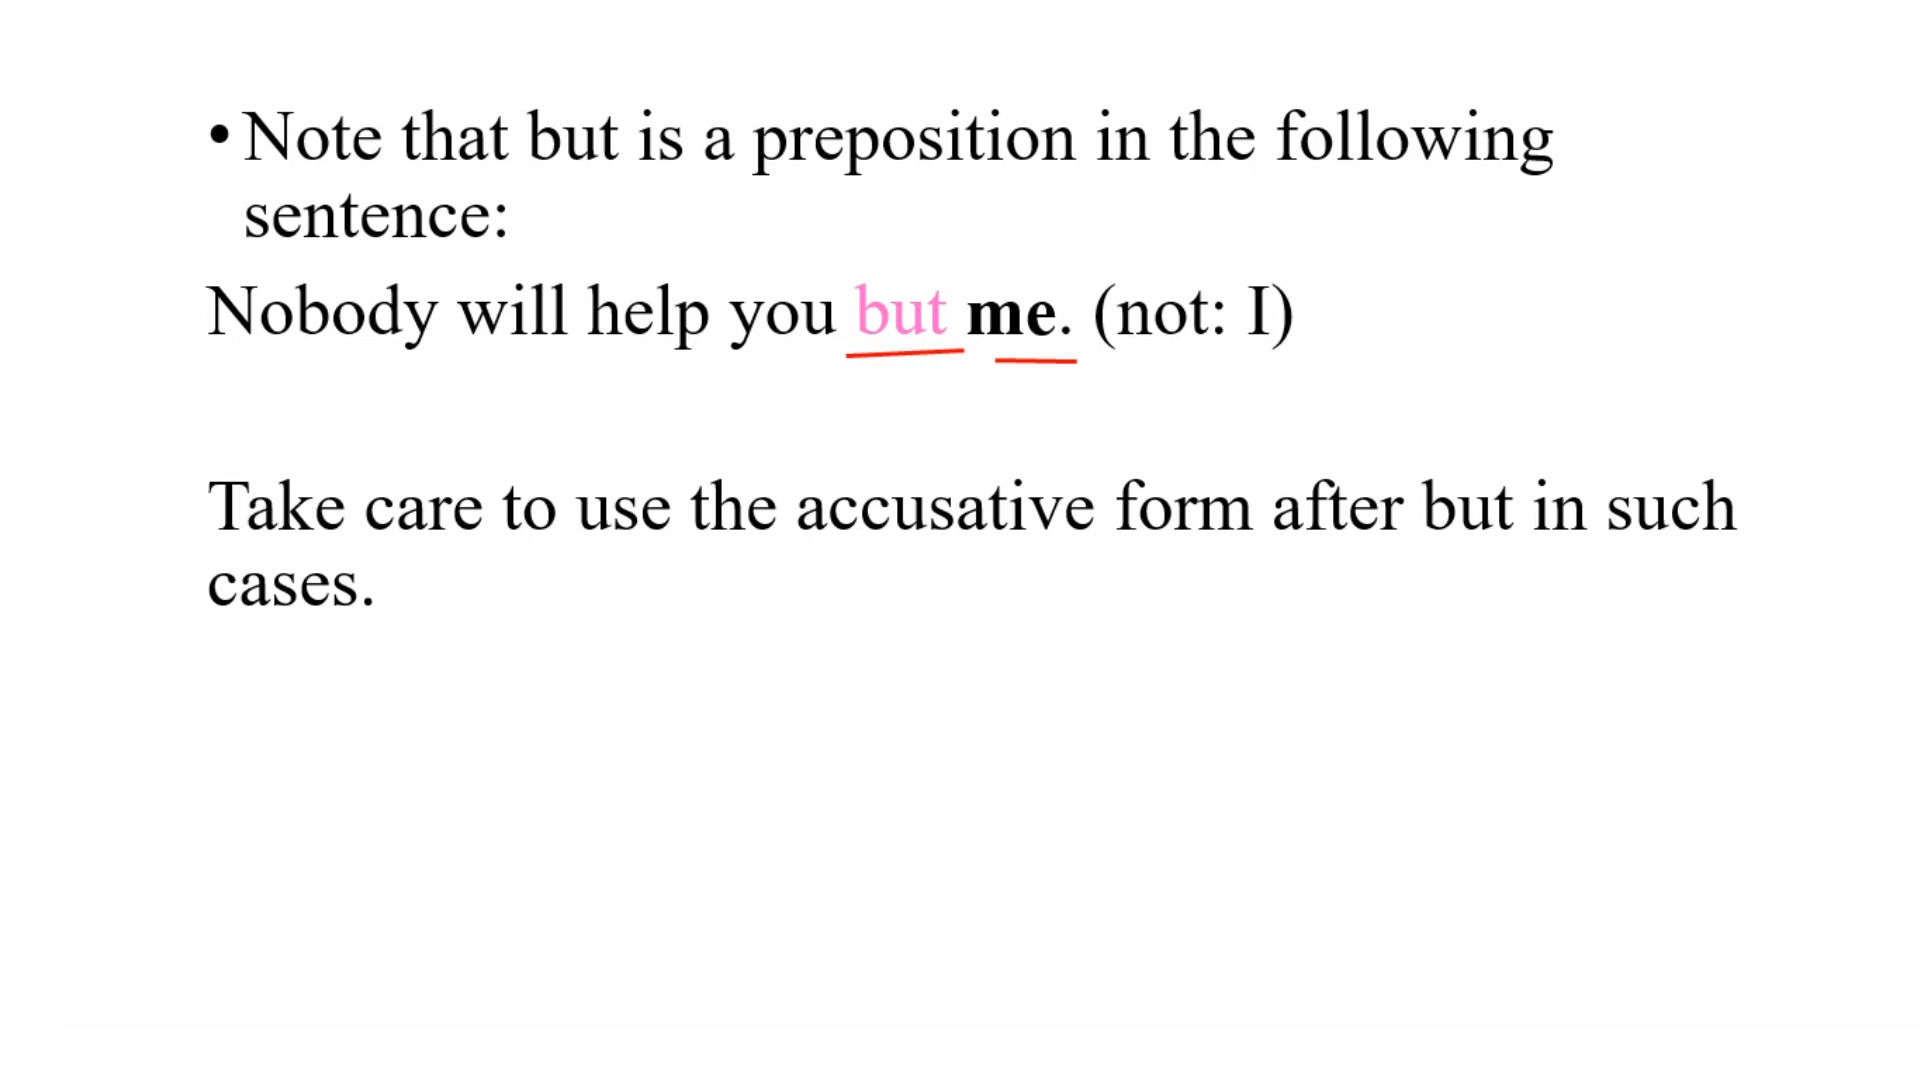 • Note that but is a preposition in the following
sentence:
Nobody will help you but me. (not: I)
Take care to use the accusative form after but in such
cases.